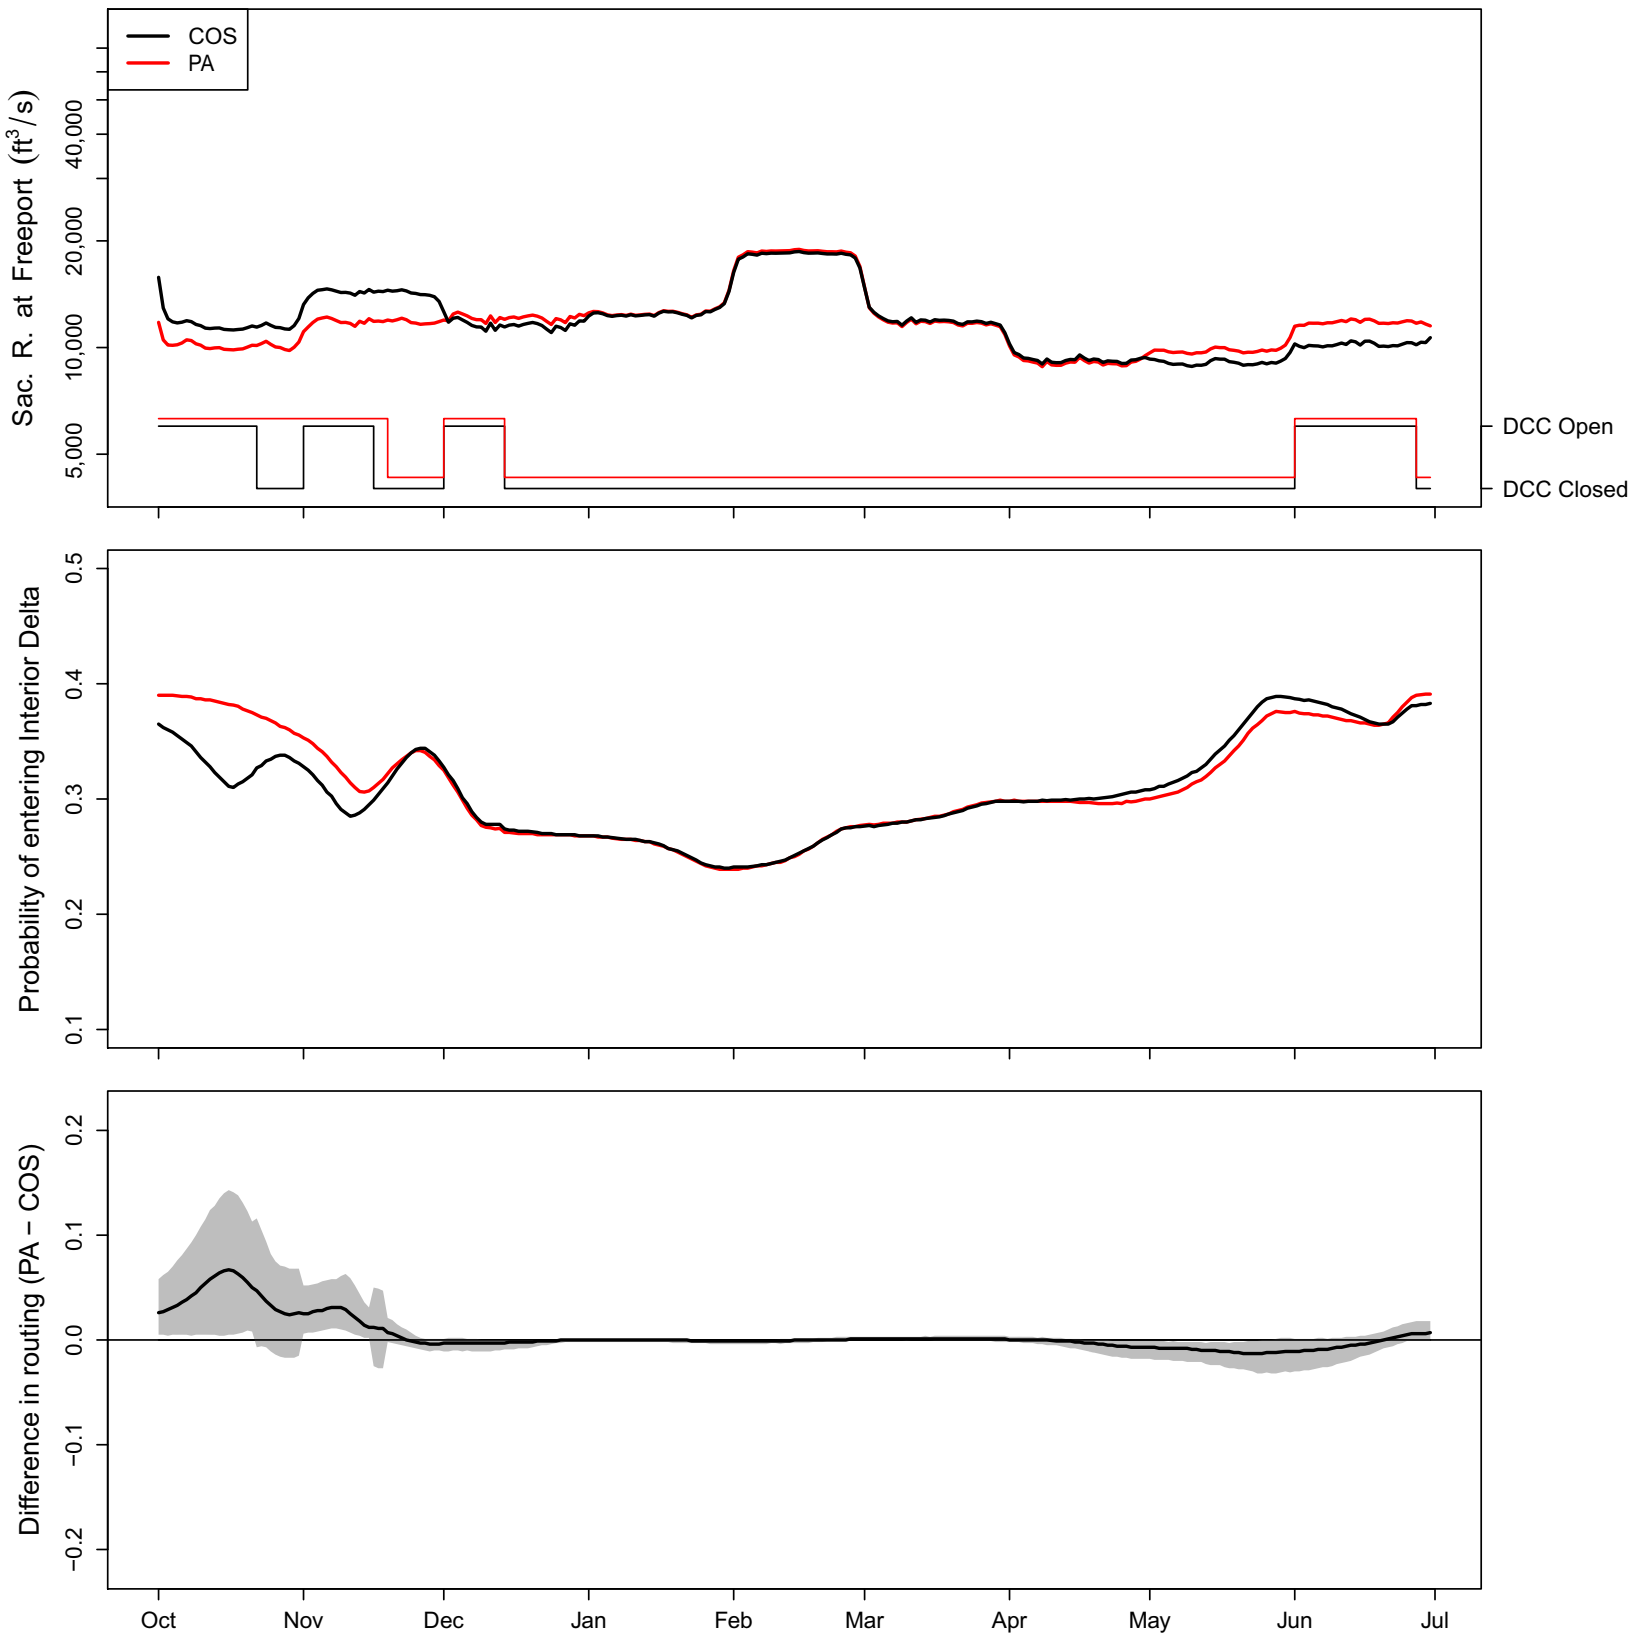 COS
PA
Sac. R. at Freeport (ft³/s)
40,000
20,000
10,000
5,000
DCC Open
DCC Closed
Probability of entering Interior Delta
0.5
0.4
0.3
0.2
0.1
Difference in routing (PA − COS)
0.2
0.1
0.0
−0.1
−0.2
Oct Nov Dec Jan Feb Mar Apr May Jun Jul